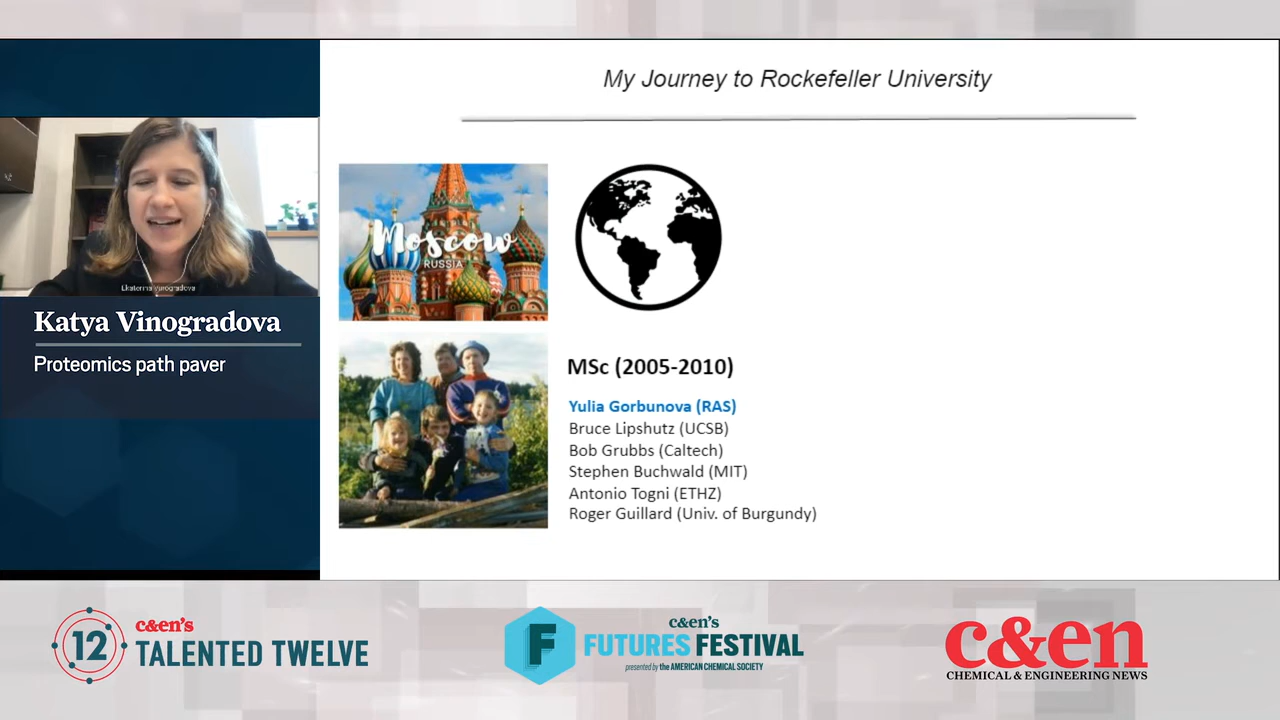 My Journey to Rockefeller University
Moscow
RUSSIA
Ekaterina Vinogradova
Katya Vinogradova
Proteomics path paver
MSc (2005-2010)
Yulia Gorbunova (RAS)
Bruce Lipshutz (UCSB)
Bob Grubbs (Caltech)
Stephen Buchwald (MIT)
Antonio Togni (ETHZ)
Roger Guillard (Univ. of Burgundy)
12
c&en's
TALENTED TWELVE
F
c&en's
FUTURES FESTIVAL
presented by the AMERICAN CHEMICAL SOCIETY
c&en
CHEMICAL & ENGINEERING NEWS